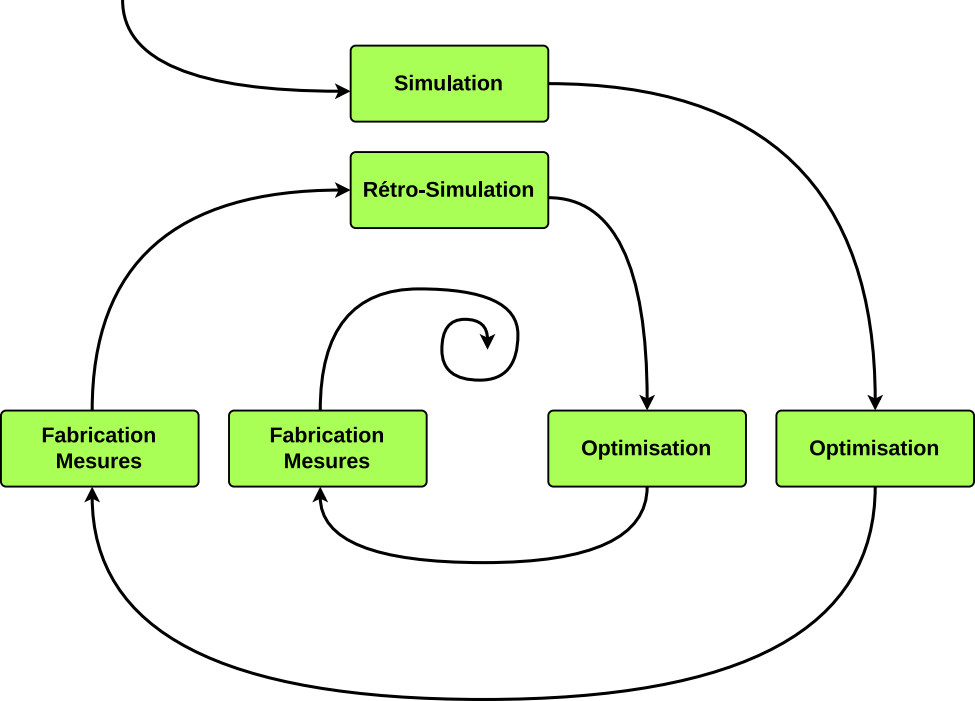 Simulation
Rétro-Simulation
Fabrication
Mesures
Fabrication
Mesures
Optimisation
Optimisation